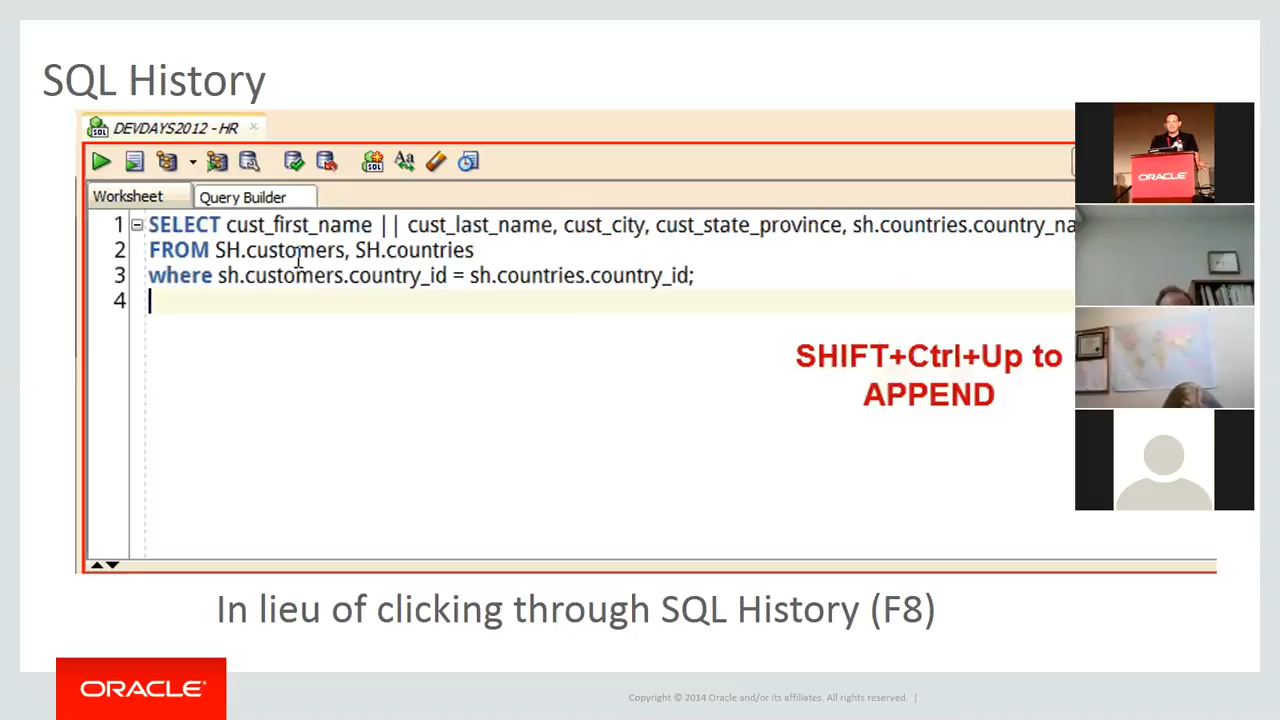 SQL History
DEVDAYS2012 - HR
Worksheet
Query Builder
1 SELECT cust_first_name || cust_last_name, cust_city, cust_state_province, sh.countries.country_na
2 FROM SH.customers, SH.countries
3 where sh.customers.country_id = sh.countries.country_id;
4
SHIFT+Ctrl+Up to
APPEND
In lieu of clicking through SQL History (F8)
ORACLE
ORACLE
Copyright © 2014 Oracle and/or its affiliates. All rights reserved. |